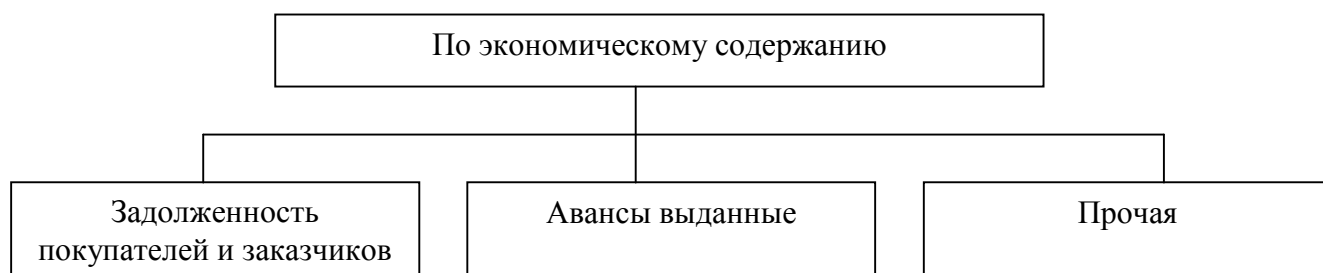 По экономическому содержанию
Задолженность
покупателей и заказчиков
Авансы выданные
Прочая